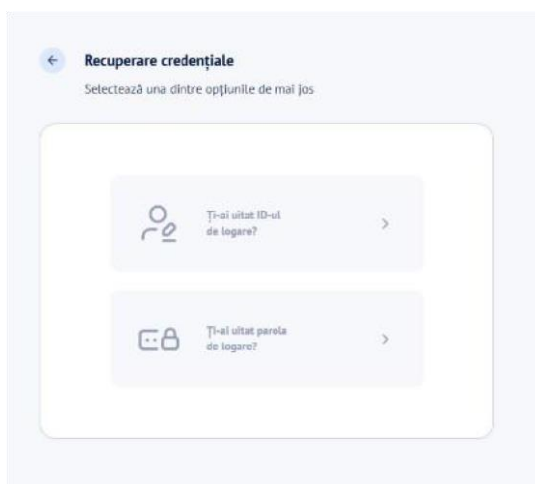 Recuperare credențiale
Selectează una dintre opțiunile de mai jos
Ți-ai uitat ID-ul
de logare?
Ți-ai uitat parola
de logare?